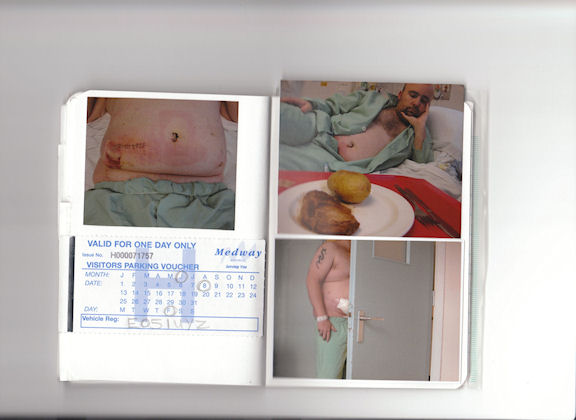 VALID FOR ONE DAY ONLY
Issue No. H000071757
Medway
VISITORS PARKING VOUCHER
Serving You
MONTH: J F M A M J J A S O N D
DATE: 1 2 3 4 5 6 7 8 9 10 11 12
13 14 15 16 17 18 19 20 21 22 23 24
25 26 27 28 29 30 31
DAY: M T W T F S S
Vehicle Reg: